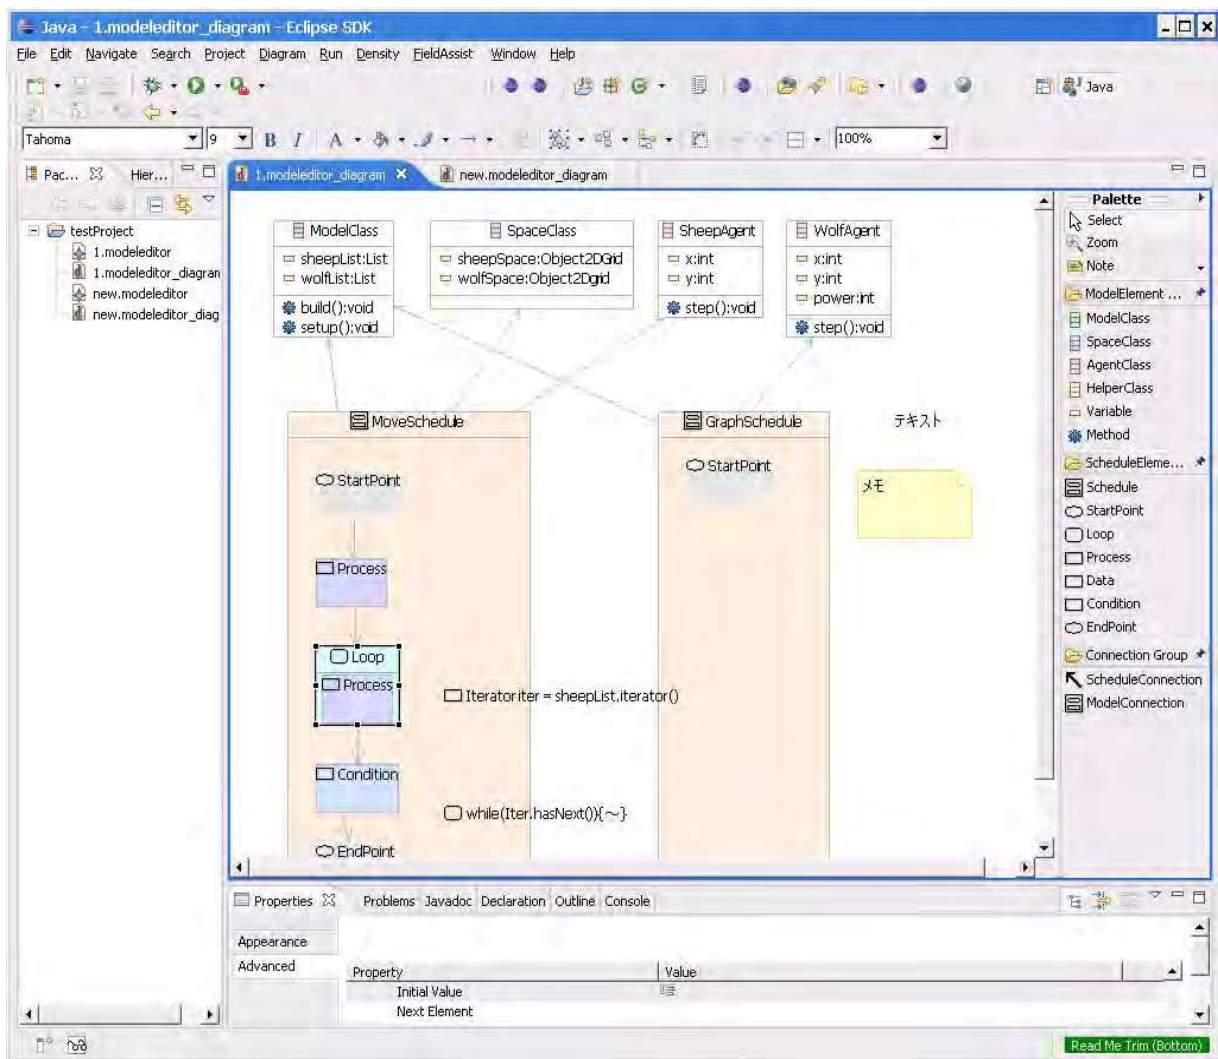 Java - 1.modeleditor_diagram - Eclipse SDK
File Edit Navigate Search Project Diagram Run Density FieldAssist Window Help
Java
Tahoma 9 B I A 100%
Pac... Hier...
1.modeleditor_diagram new.modeleditor_diagram
testProject
1.modeleditor
1.modeleditor_diagran
new.modeleditor
new.modeleditor_diag
ModelClass
sheepList:List
wolfList:List
build():void
setup():void
SpaceClass
sheepSpace:Object2DGrid
wolfSpace:Object2Dgrid
SheepAgent
x:int
y:int
step():void
WolfAgent
x:int
y:int
power:int
step():void
MoveSchedule
StartPoint
Process
Loop
Process
Iterator iter = sheepList.iterator()
Condition
while(Iter.hasNext()){~}
EndPoint
GraphSchedule
StartPoint
テキスト
メモ
Palette
Select
Zoom
Note
ModelElement ...
ModelClass
SpaceClass
AgentClass
HelperClass
Variable
Method
ScheduleEleme...
Schedule
StartPoint
Loop
Process
Data
Condition
EndPoint
Connection Group
ScheduleConnection
ModelConnection
Properties Problems Javadoc Declaration Outline Console
Appearance
Advanced
Property Value
Initial Value
Next Element
Read Me Trim (Bottom)